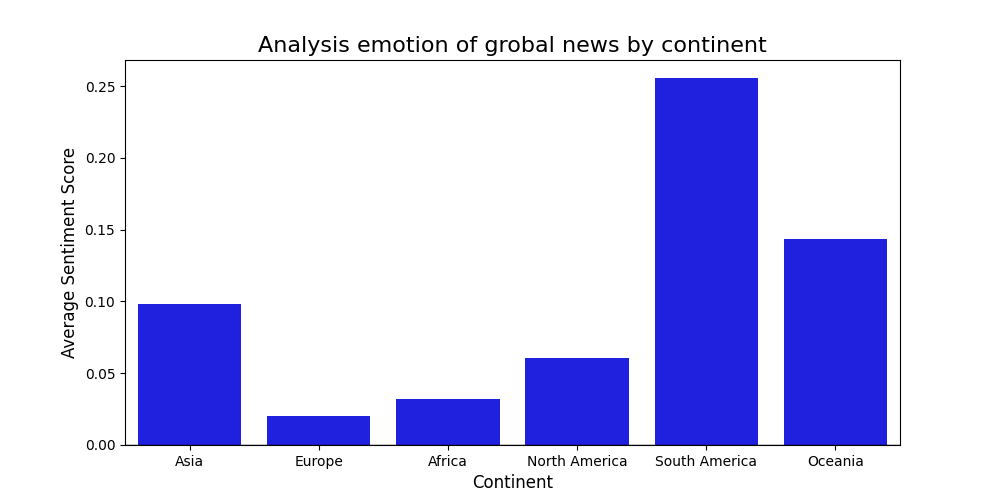 Analysis emotion of grobal news by continent
Average Sentiment Score
0.25
0.20
0.15
0.10
0.05
0.00
Asia Europe Africa North America South America Oceania
Continent